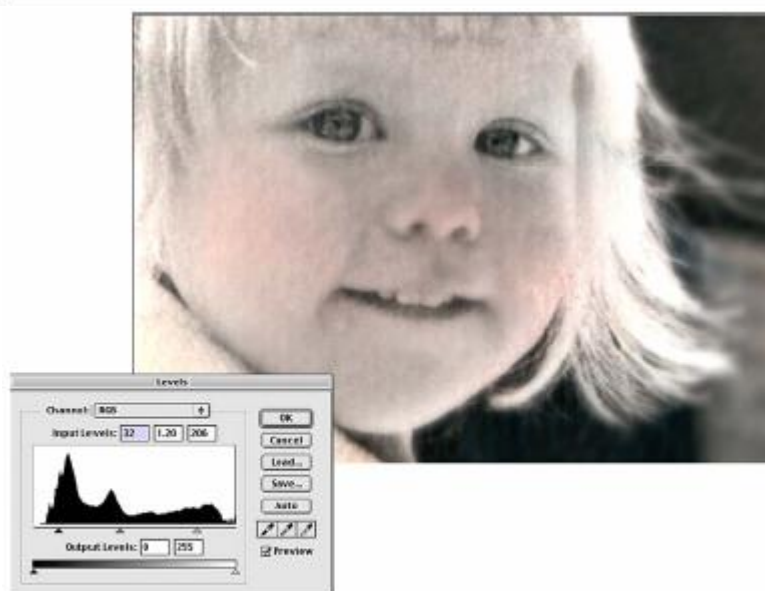 Levels
Channel: RGB
Input Levels: 32 1.20 206
Output Levels: 0 255
OK
Cancel
Load...
Save...
Auto
Preview